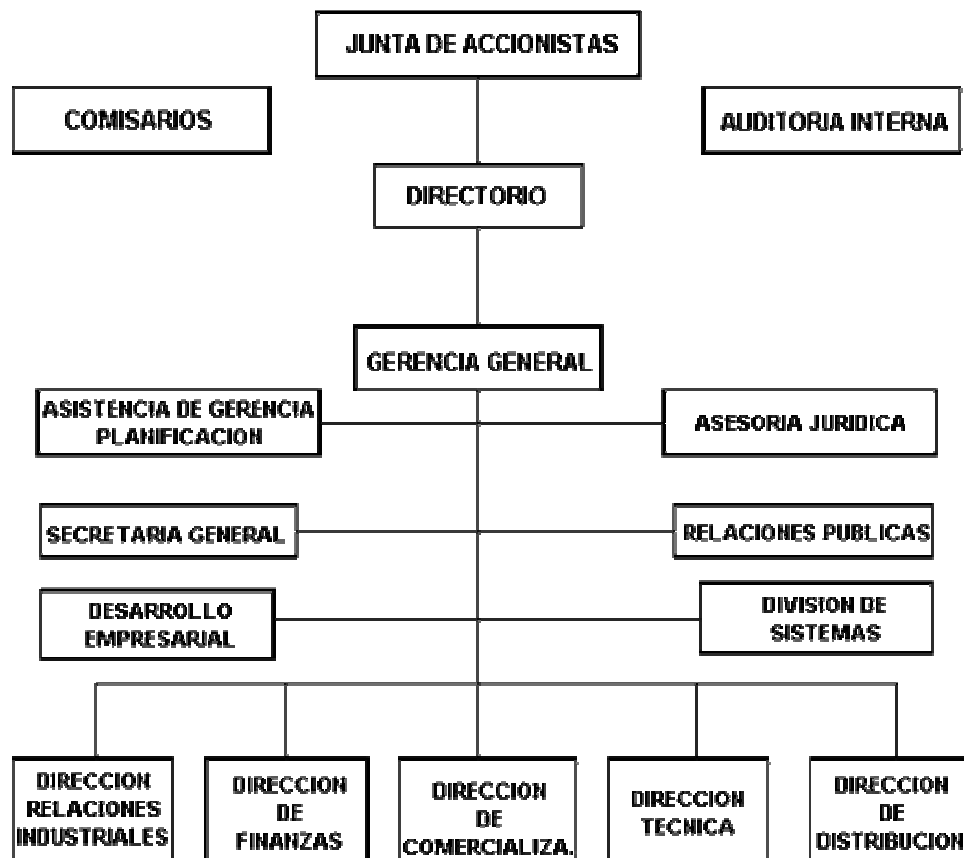 JUNTA DE ACCIONISTAS
COMISARIOS
AUDITORIA INTERNA
DIRECTORIO
GERENCIA GENERAL
ASISTENCIA DE GERENCIA
PLANIFICACION
ASESORIA JURIDICA
SECRETARIA GENERAL
RELACIONES PUBLICAS
DESARROLLO
EMPRESARIAL
DIVISION DE
SISTEMAS
DIRECCION
RELACIONES
INDUSTRIALES
DIRECCION
DE
FINANZAS
DIRECCION
DE
COMERCIALIZA.
DIRECCION
TECNICA
DIRECCION
DE
DISTRIBUCION